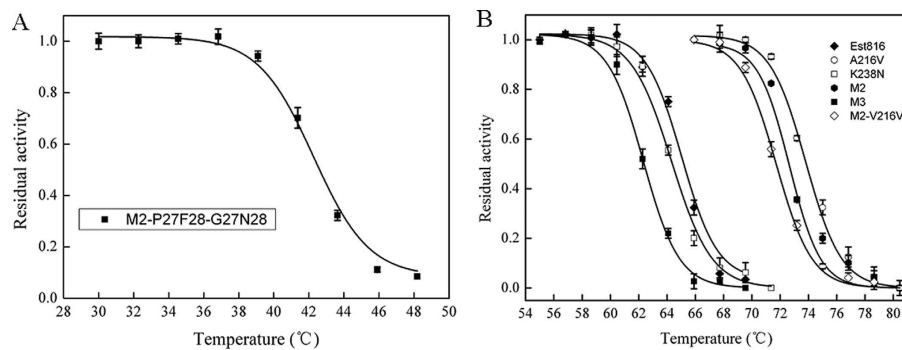 A
Residual activity
1.0
0.8
0.6
0.4
0.2
0.0
M2-P27F28-G27N28
28 30 32 34 36 38 40 42 44 46 48 50
Temperature (℃)
B
Residual activity
1.0
0.8
0.6
0.4
0.2
0.0
Est816
A216V
K238N
M2
M3
M2-V216V
54 56 58 60 62 64 66 68 70 72 74 76 78 80
Temperature (℃)